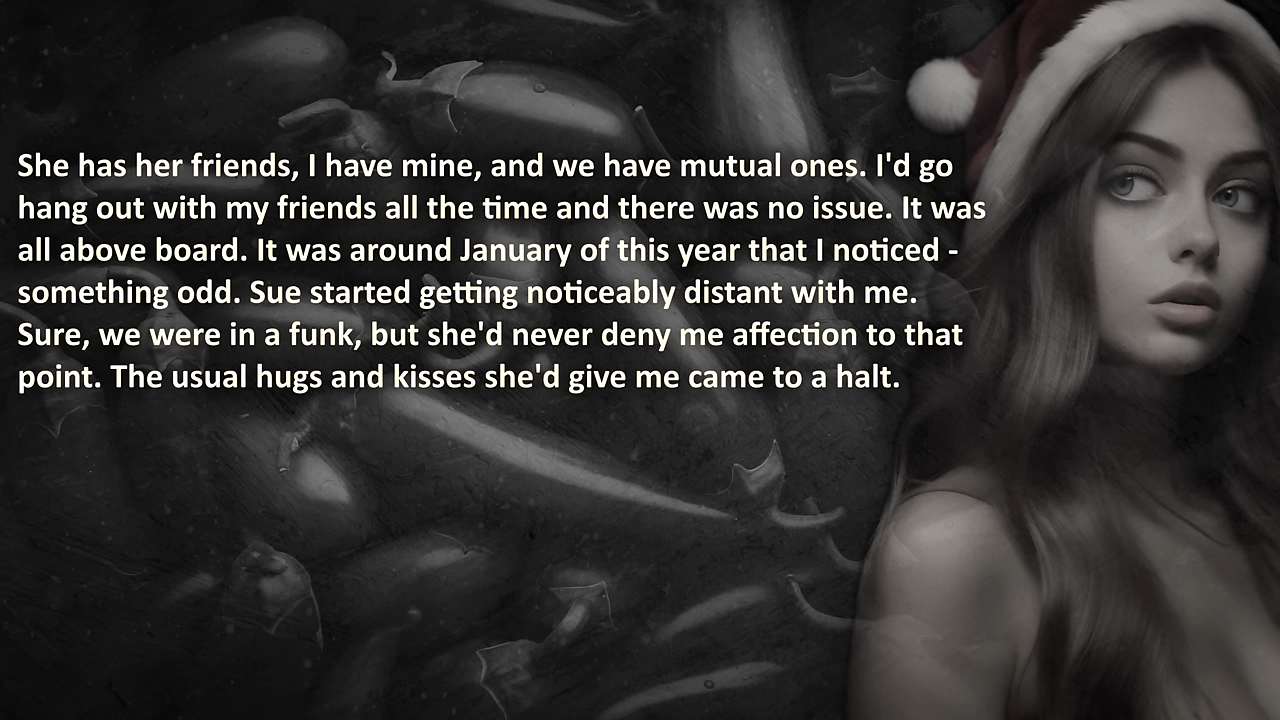 She has her friends, I have mine, and we have mutual ones. I'd go
hang out with my friends all the time and there was no issue. It was
all above board. It was around January of this year that I noticed -
something odd. Sue started getting noticeably distant with me.
Sure, we were in a funk, but she'd never deny me affection to that
point. The usual hugs and kisses she'd give me came to a halt.